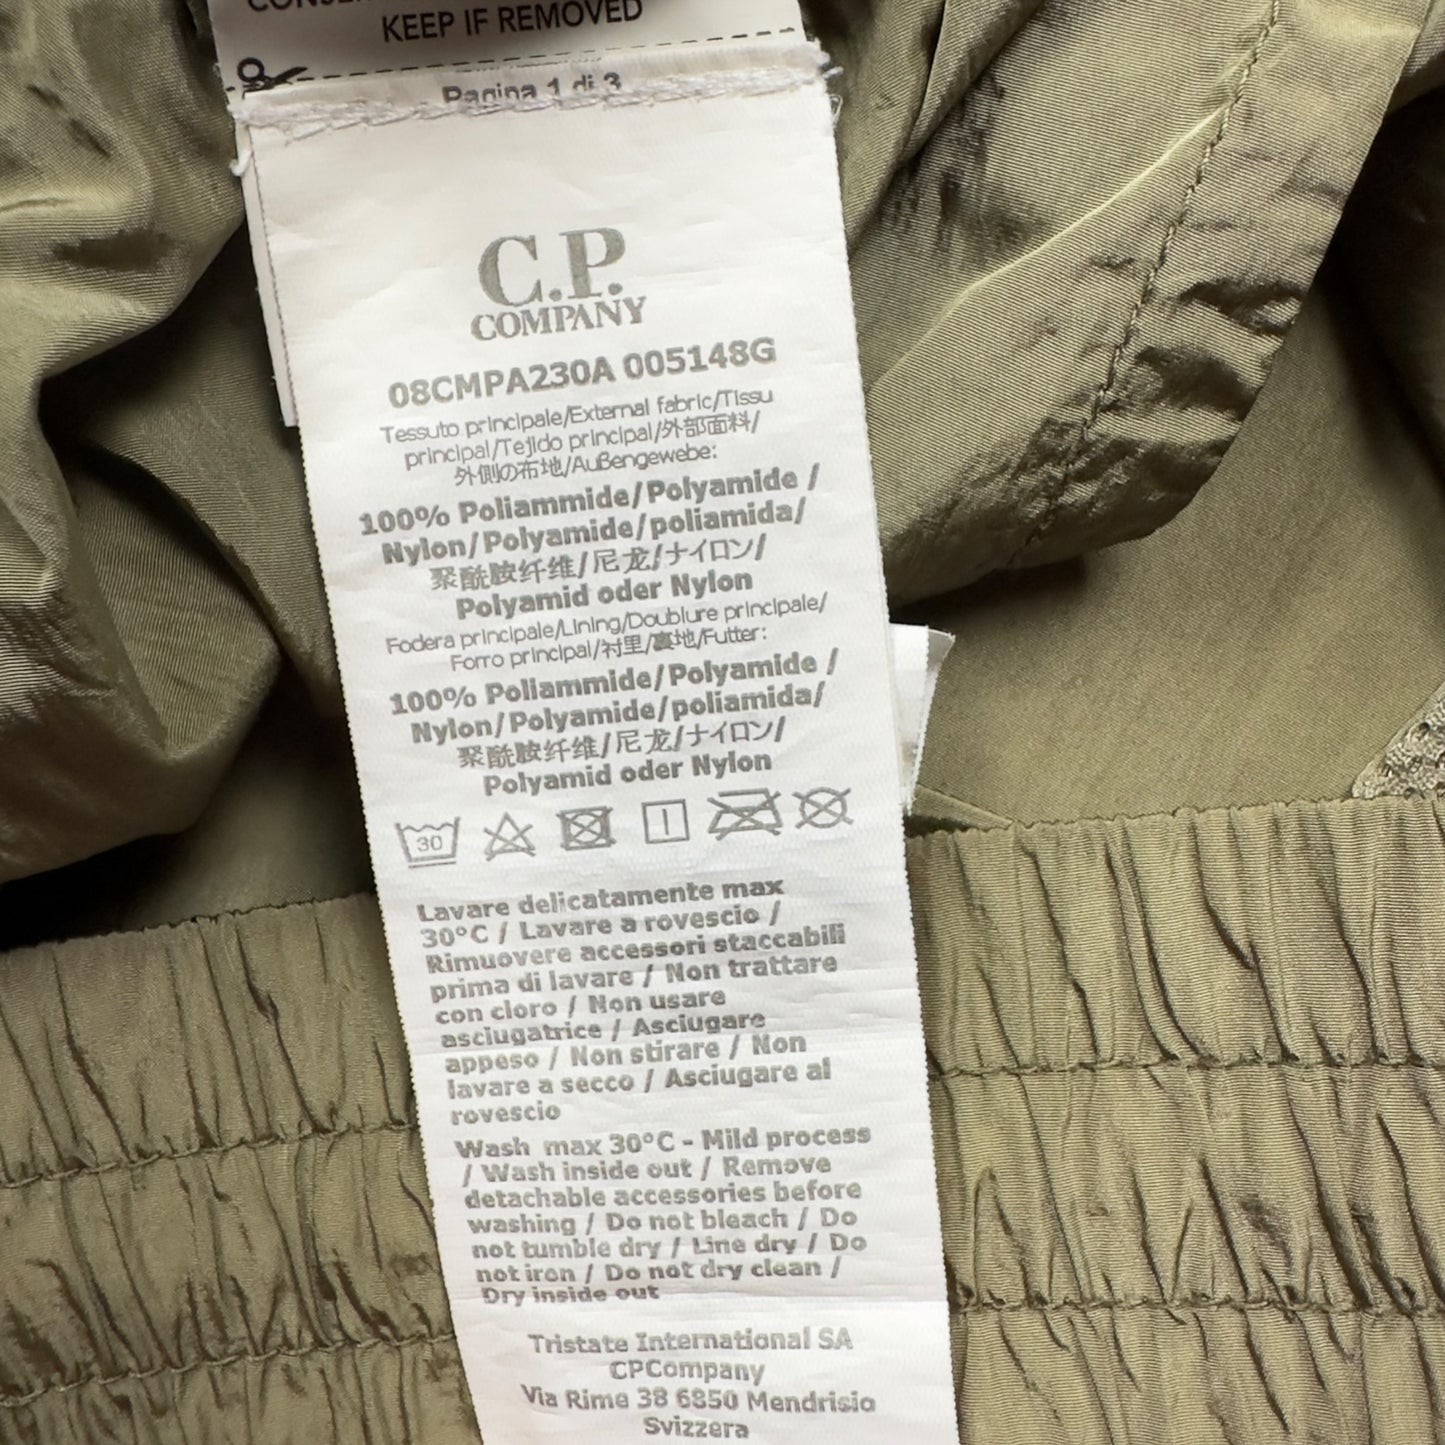 KEEP IF REMOVED
Pagina 1 di 3
C.P.
COMPANY
08CMPA230A 005148G
Tessuto principale/External fabric/Tissu
principal/Tejido principal/外部面料/
外側の布地/Außengewebe:
100% Poliammide/Polyamide /
Nylon/Polyamide/poliamida/
聚酰胺纤维/尼龙/ナイロン/
Polyamid oder Nylon
Fodera principale/Lining/Doublure principale/
Forro principal/衬里/裏地/Futter:
100% Poliammide/Polyamide /
Nylon/Polyamide/poliamida/
聚酰胺纤维/尼龙/ナイロン/
Polyamid oder Nylon
30
Lavare delicatamente max
30°C / Lavare a rovescio /
Rimuovere accessori staccabili
prima di lavare / Non trattare
con cloro / Non usare
asciugatrice / Asciugare
appeso / Non stirare / Non
lavare a secco / Asciugare al
rovescio
Wash max 30°C - Mild process
/ Wash inside out / Remove
detachable accessories before
washing / Do not bleach / Do
not tumble dry / Line dry / Do
not iron / Do not dry clean /
Dry inside out
Tristate International SA
CPCompany
Via Rime 38 6850 Mendrisio
Svizzera